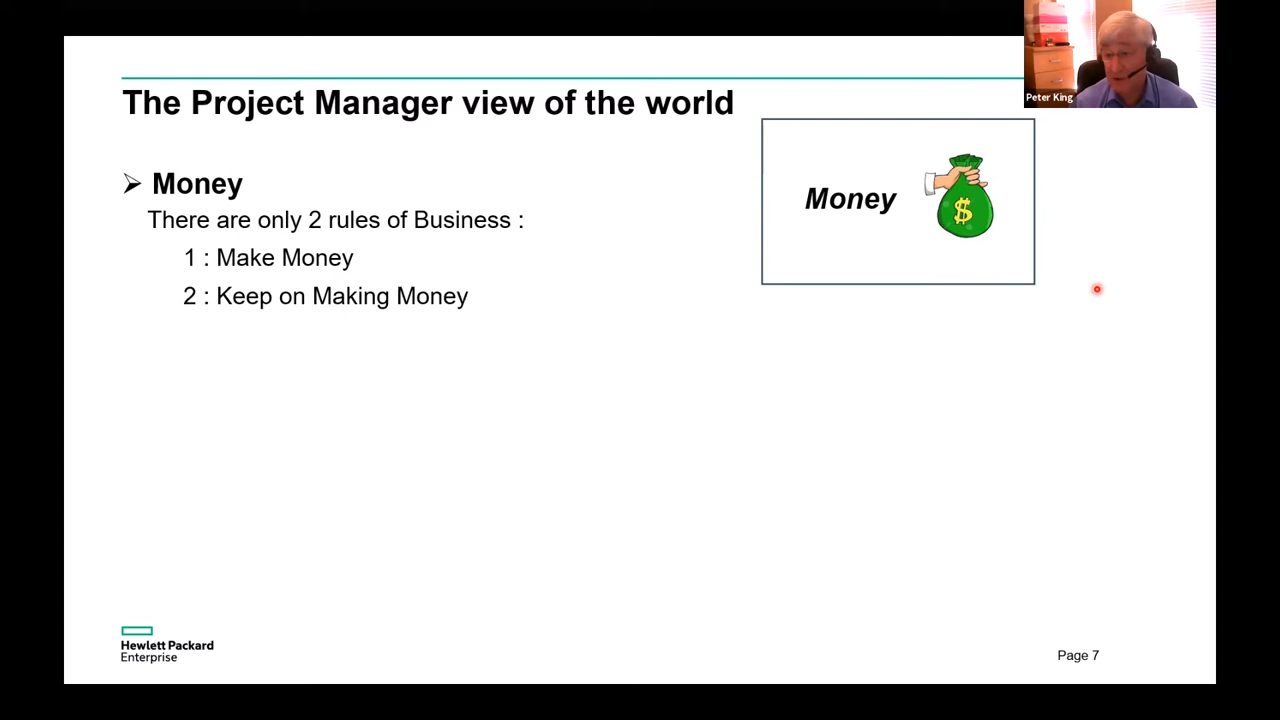 Peter King
The Project Manager view of the world
➢ Money
There are only 2 rules of Business :
1 : Make Money
2 : Keep on Making Money
Money
$
Hewlett Packard
Enterprise
Page 7